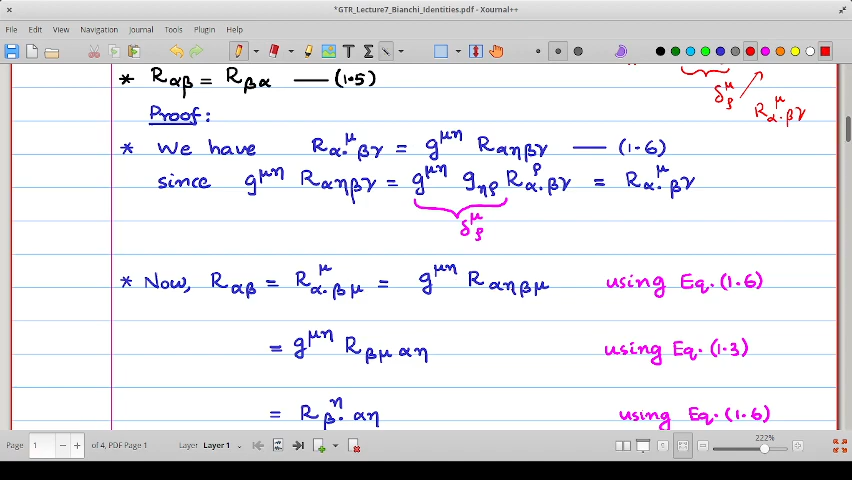 *GTR_Lecture7_Bianchi_Identities.pdf - Xournal++
File Edit View Navigation Journal Tools Plugin Help
* R_αβ = R_βα —— (1.5)
δ^μ_ρ
R_α.^μ_βγ
Proof:
* We have R_α.^μ_βγ = g^μη R_αηβγ —— (1.6)
since g^μη R_αηβγ = g^μη g_ηρ R_α.^ρ_βγ = R_α.^μ_βγ
δ^μ_ρ
* Now, R_αβ = R_α.^μ_βμ = g^μη R_αηβμ using Eq. (1.6)
= g^μη R_βμαη using Eq. (1.3)
= R_β.^η_αη using Eq. (1.6)
Page 1 of 4, PDF Page 1 Layer Layer 1 222%